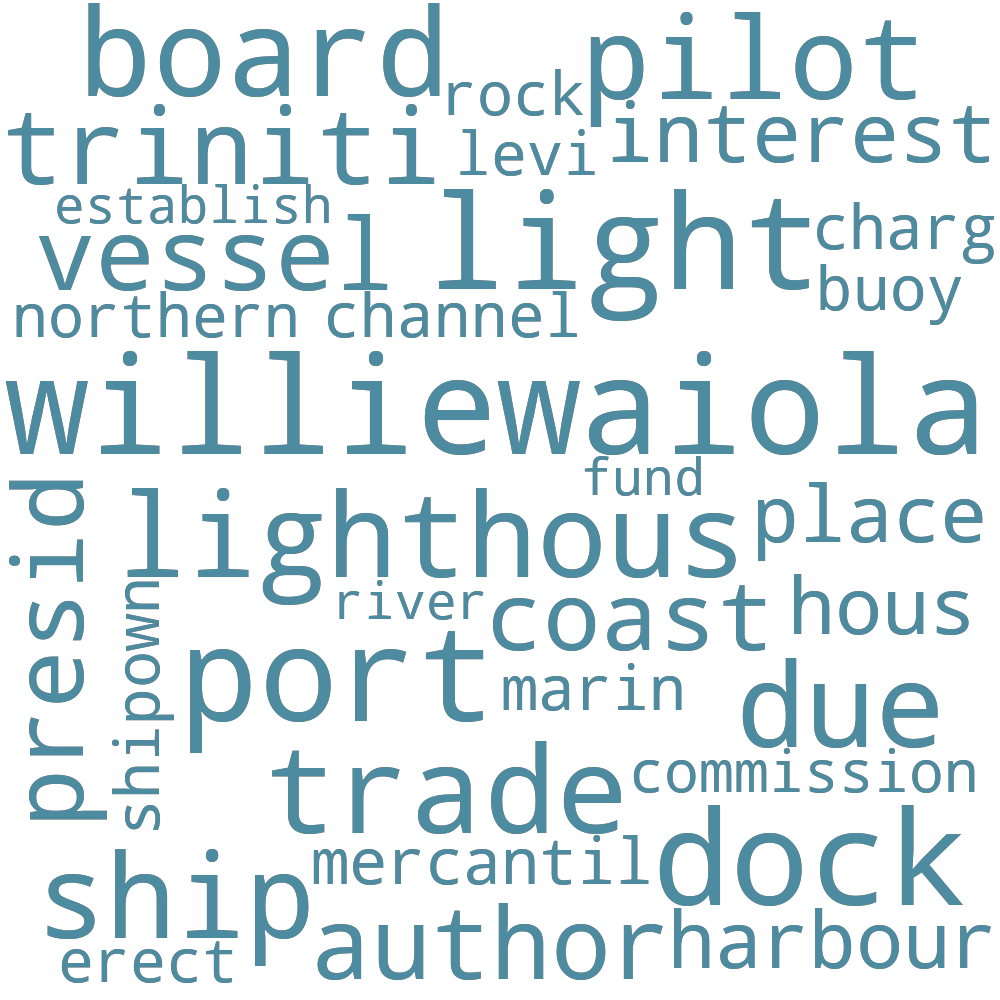 board
pilot
rock
triniti
interest
levi
establish
vessel
light
charg
buoy
northern
channel
williewaiola
fund
presid
lighthous
place
shipown
river
coast
hous
port
marin
due
trade
commission
dock
ship
mercantil
author
harbour
erect